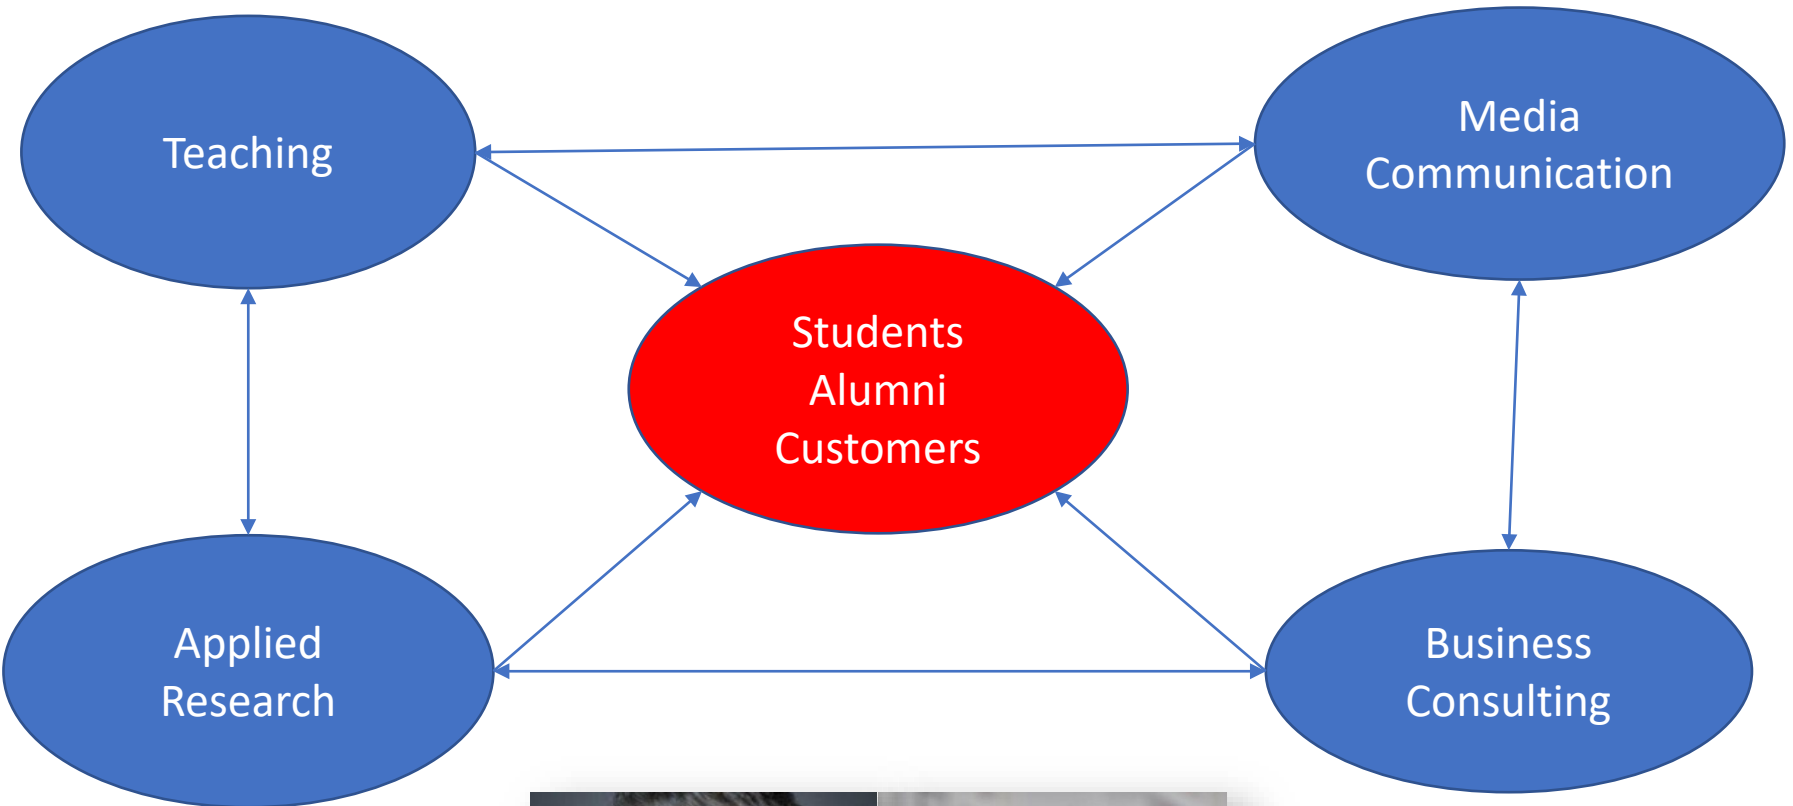 Teaching
Media
Communication
Students
Alumni
Customers
Applied
Research
Business
Consulting